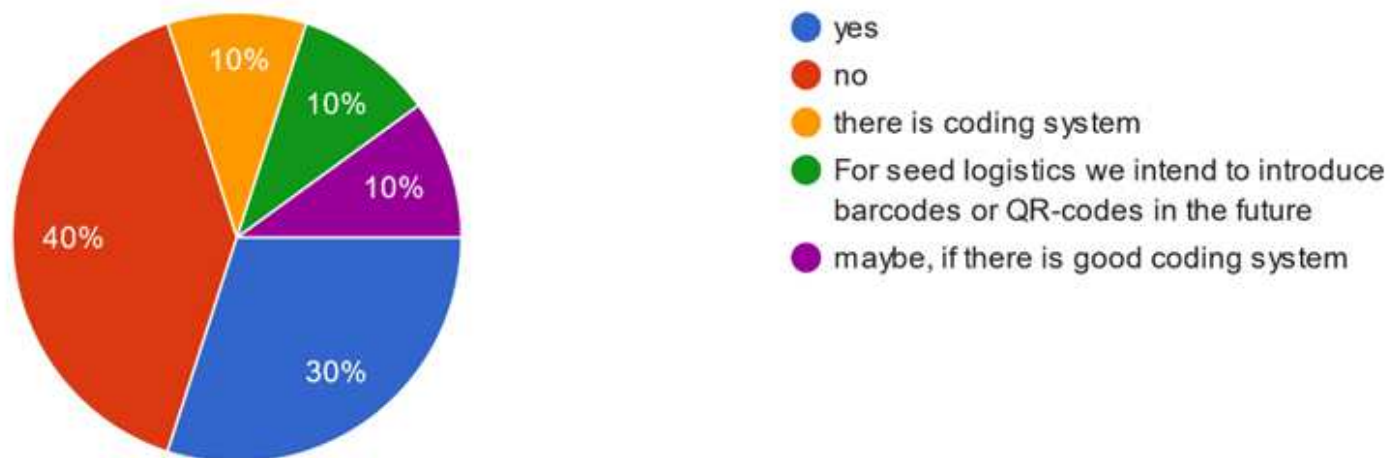 10%
10%
10%
40%
30%
yes
no
there is coding system
For seed logistics we intend to introduce
barcodes or QR-codes in the future
maybe, if there is good coding system